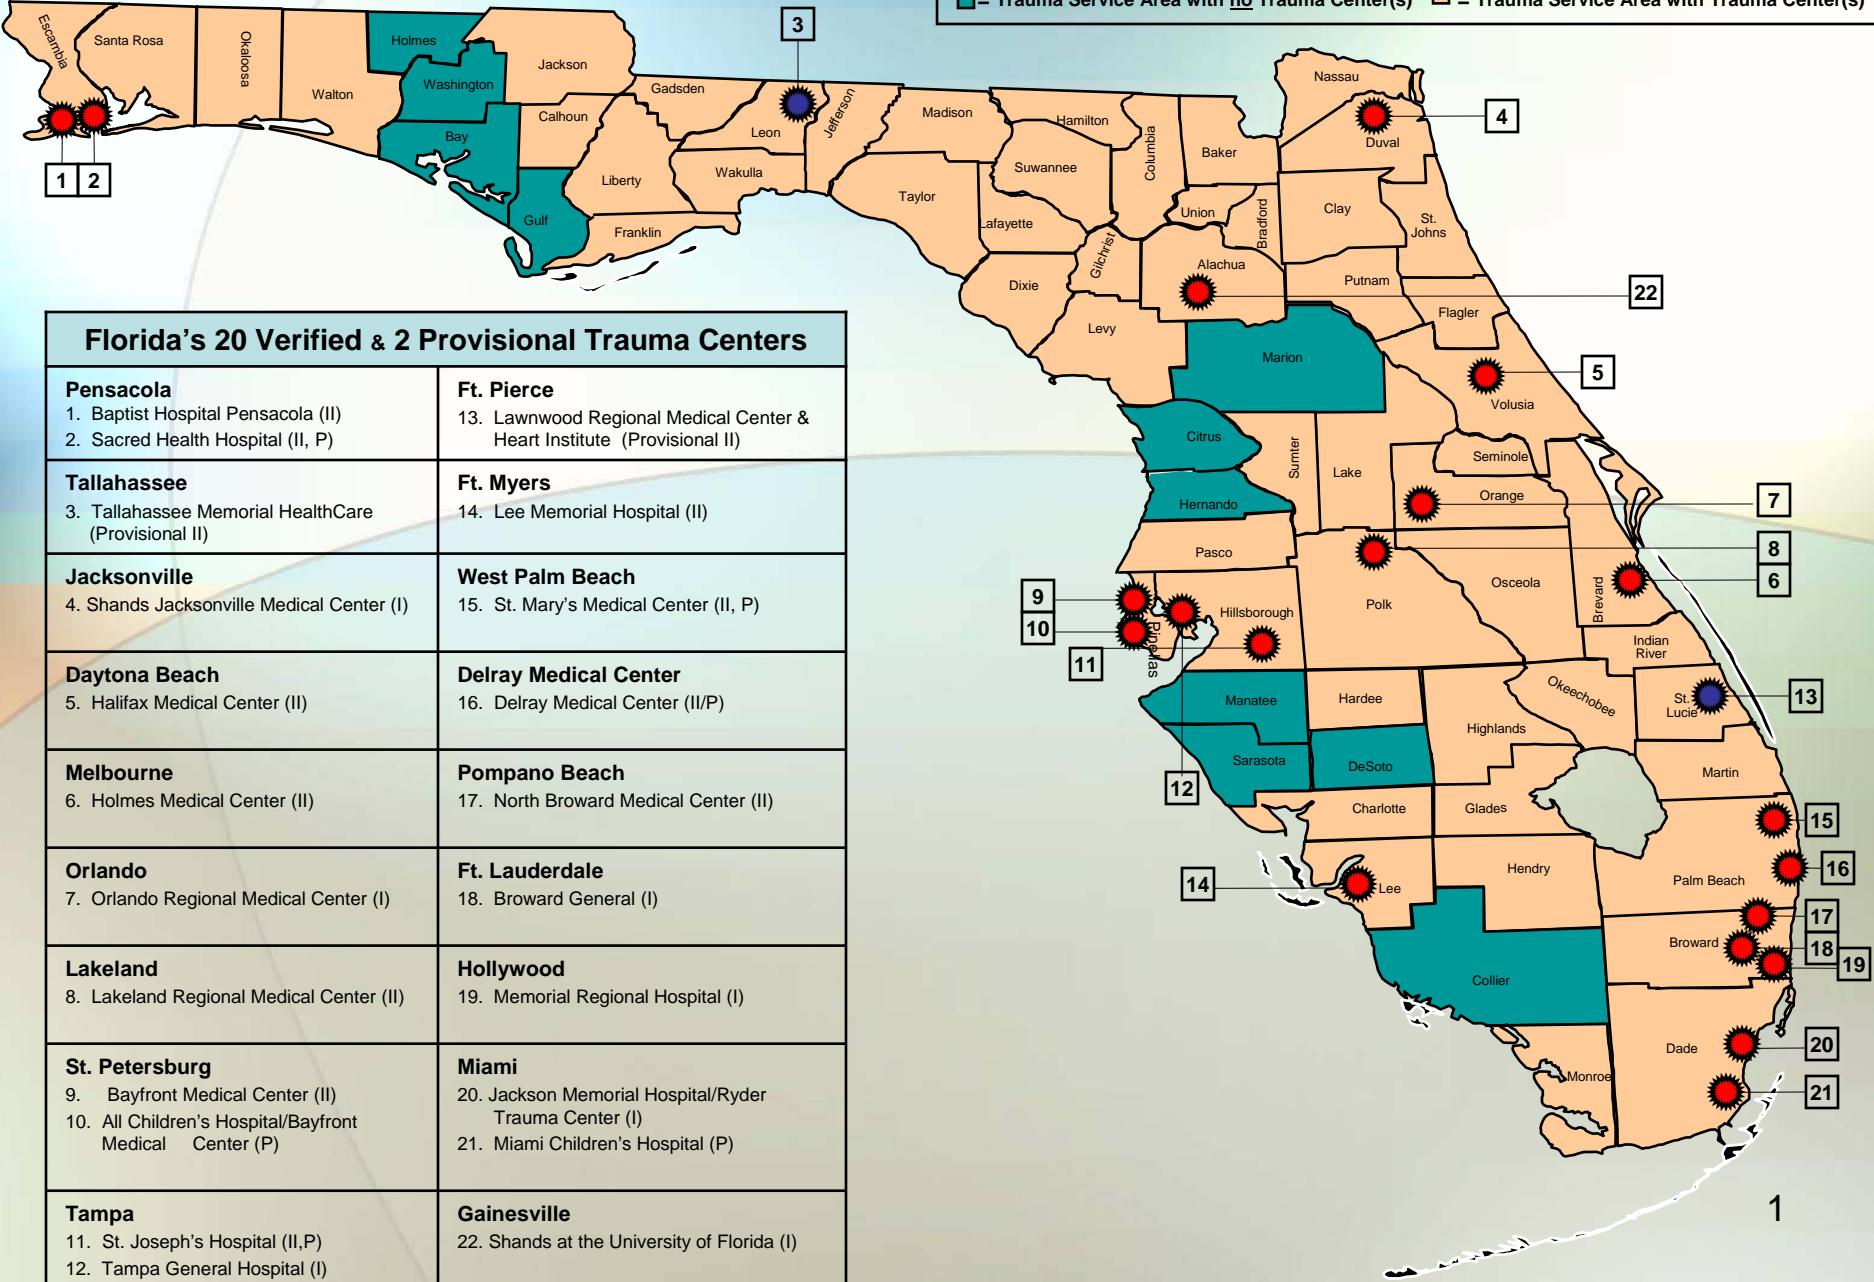 = Trauma Service Area with no Trauma Center(s) = Trauma Service Area with Trauma Center(s)
Escambia
Santa Rosa
Okaloosa
Walton
Holmes
Washington
Bay
Jackson
Calhoun
Gulf
Gadsden
Liberty
Franklin
Leon
Wakulla
Jefferson
Madison
Taylor
Hamilton
Suwannee
Lafayette
Columbia
Dixie
Gilchrist
Levy
Baker
Union
Bradford
Alachua
Nassau
Duval
Clay
St.
Johns
Putnam
Flagler
Marion
Volusia
Citrus
Sumter
Lake
Seminole
Orange
Hernando
Pasco
Osceola
Brevard
Polk
Hillsborough
Pinellas
Indian
River
Manatee
Hardee
Highlands
Okeechobee
St.
Lucie
Sarasota
DeSoto
Martin
Charlotte
Glades
Lee
Hendry
Palm Beach
Broward
Collier
Dade
Monroe
1
2
3
4
22
5
7
8
6
9
10
11
13
12
15
14
16
17
18
19
20
21
Florida's 20 Verified & 2 Provisional Trauma Centers
Pensacola
1. Baptist Hospital Pensacola (II)
2. Sacred Health Hospital (II, P)
Ft. Pierce
13. Lawnwood Regional Medical Center &
Heart Institute (Provisional II)
Tallahassee
3. Tallahassee Memorial HealthCare
(Provisional II)
Ft. Myers
14. Lee Memorial Hospital (II)
Jacksonville
4. Shands Jacksonville Medical Center (I)
West Palm Beach
15. St. Mary's Medical Center (II, P)
Daytona Beach
5. Halifax Medical Center (II)
Delray Medical Center
16. Delray Medical Center (II/P)
Melbourne
6. Holmes Medical Center (II)
Pompano Beach
17. North Broward Medical Center (II)
Orlando
7. Orlando Regional Medical Center (I)
Ft. Lauderdale
18. Broward General (I)
Lakeland
8. Lakeland Regional Medical Center (II)
Hollywood
19. Memorial Regional Hospital (I)
St. Petersburg
9. Bayfront Medical Center (II)
10. All Children's Hospital/Bayfront
Medical Center (P)
Miami
20. Jackson Memorial Hospital/Ryder
Trauma Center (I)
21. Miami Children's Hospital (P)
Tampa
11. St. Joseph's Hospital (II,P)
12. Tampa General Hospital (I)
Gainesville
22. Shands at the University of Florida (I)
1